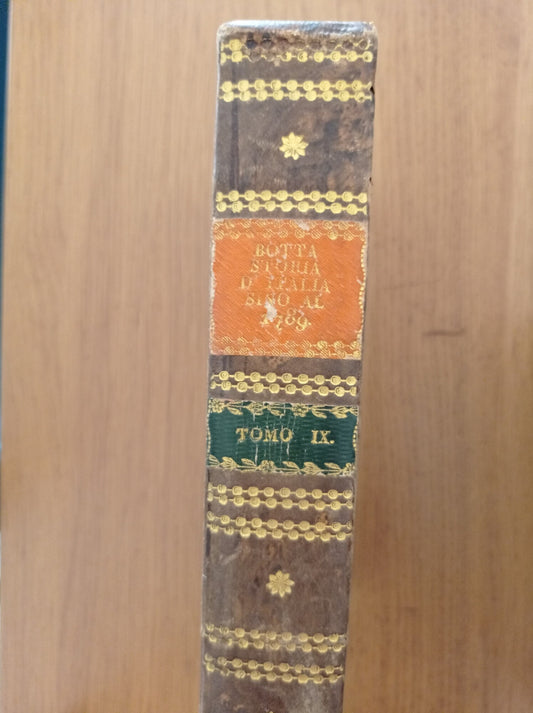 BOTTA
STORIA
D' ITALIA
SINO AL
1789.
TOMO IX.